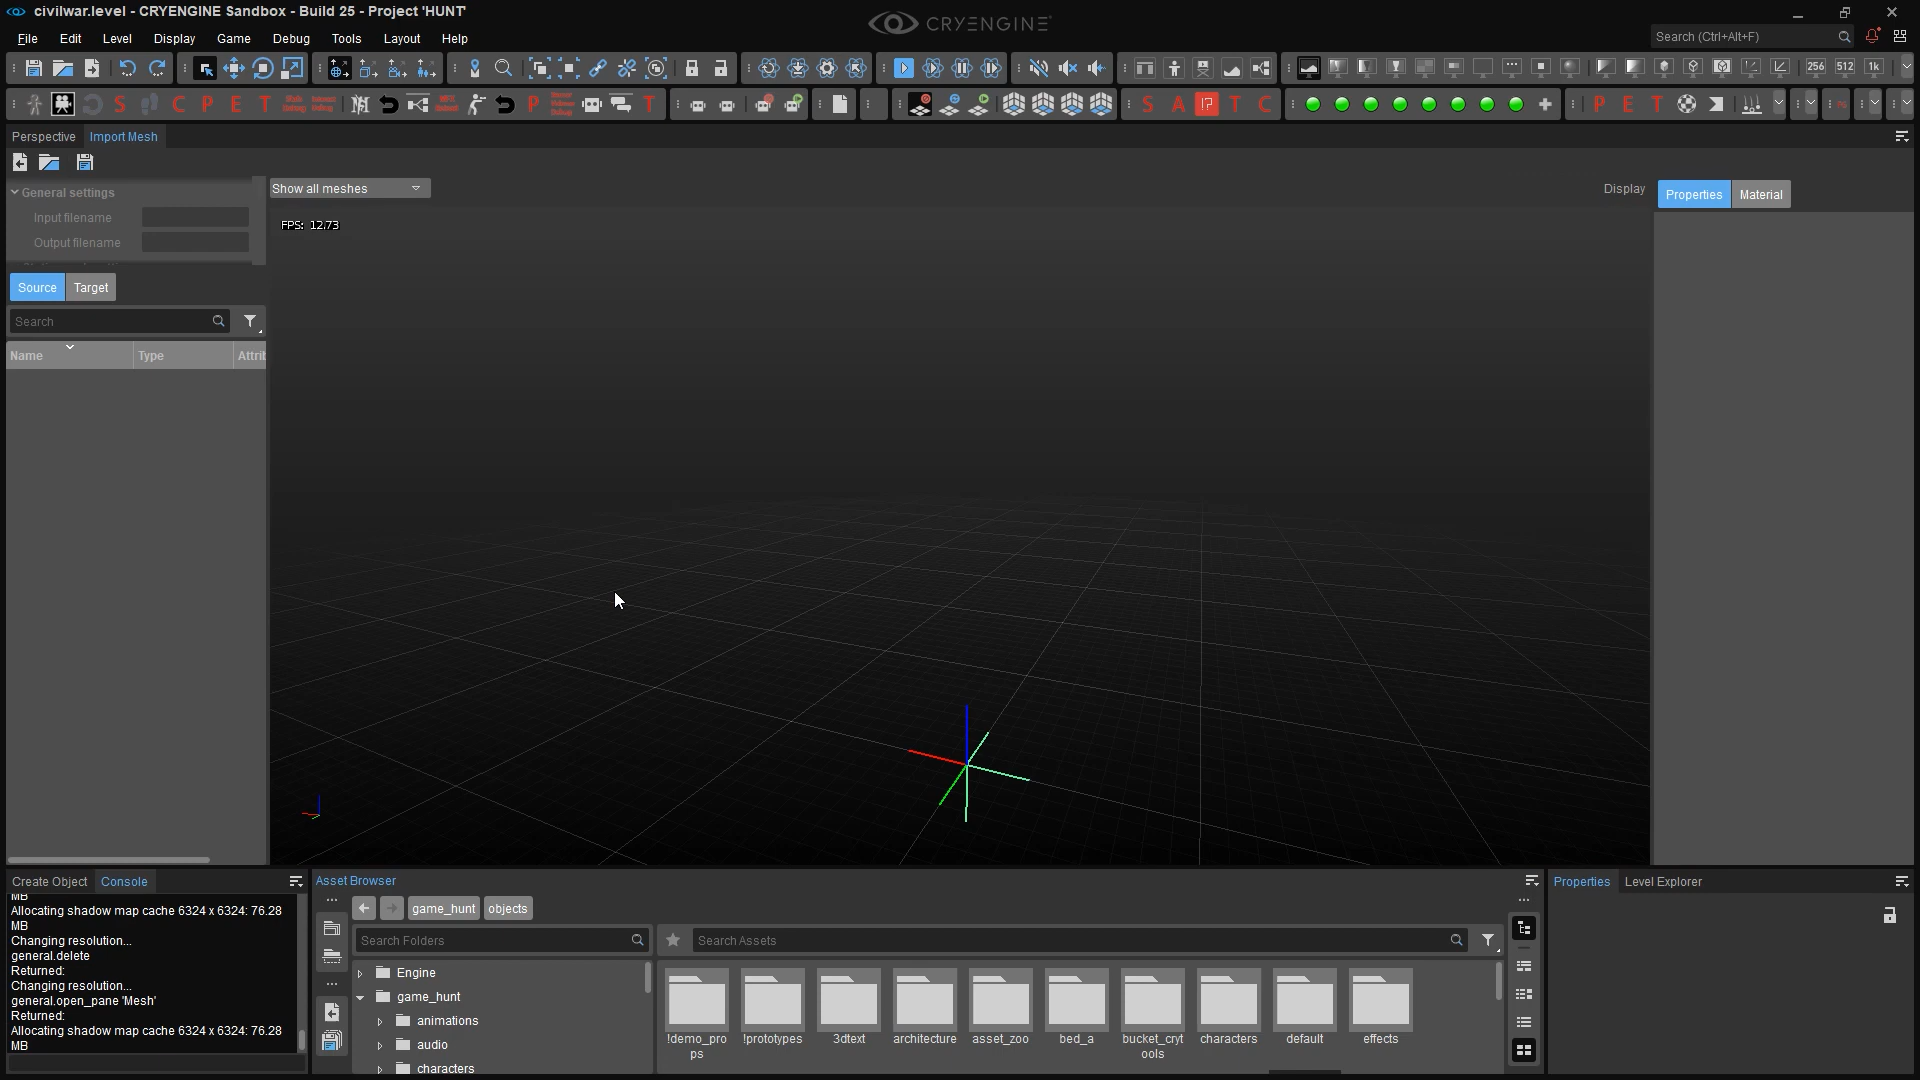 civilwar.level - CRYENGINE Sandbox - Build 25 - Project 'HUNT'
CRYENGINE
File Edit Level Display Game Debug Tools Layout Help
Search (Ctrl+Alt+F)
256 512 1k
S C P E T P T S A !? T C P E T
Perspective Import Mesh
General settings
Show all meshes
Display
Properties Material
Input filename
FPS: 12.73
Output filename
Source Target
Search
Name Type Attrib
Create Object Console
MB
Allocating shadow map cache 6324 x 6324: 76.28
MB
Changing resolution...
general.delete
Returned:
Changing resolution...
general.open_pane 'Mesh'
Returned:
Allocating shadow map cache 6324 x 6324: 76.28
MB
Asset Browser
game_hunt objects
Search Folders
Search Assets
Engine
game_hunt
animations
audio
characters
!demo_pro
ps
!prototypes
3dtext
architecture
asset_zoo
bed_a
bucket_cryt
ools
characters
default
effects
Properties Level Explorer